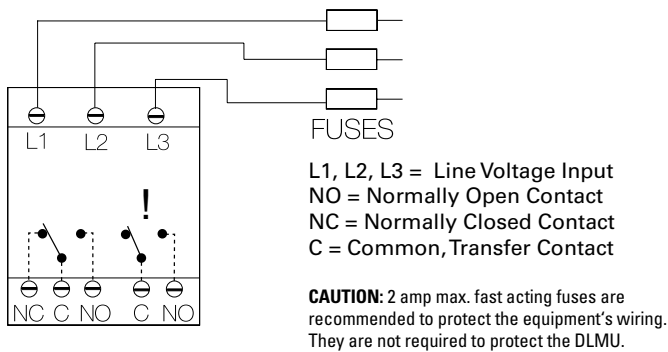 FUSES
L1 L2 L3
!
NC C NO C NO
L1, L2, L3 = Line Voltage Input
NO = Normally Open Contact
NC = Normally Closed Contact
C = Common, Transfer Contact
CAUTION: 2 amp max. fast acting fuses are
recommended to protect the equipment's wiring.
They are not required to protect the DLMU.